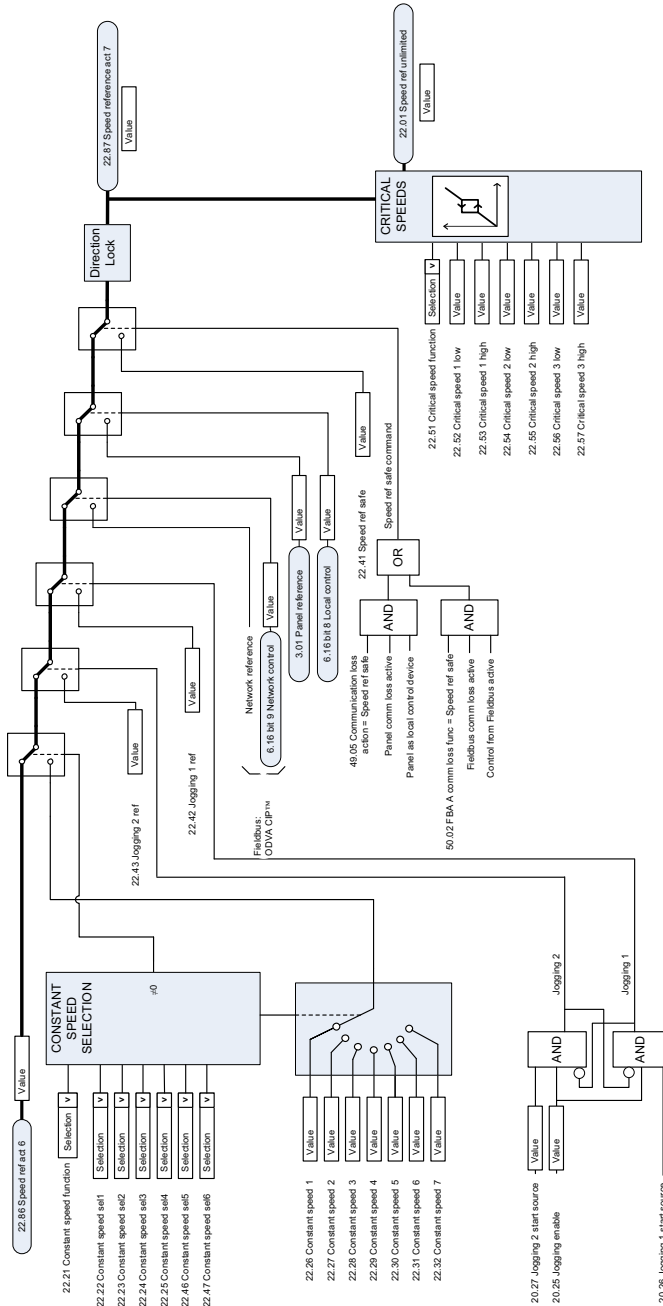 22.86 Speed ref act 6
Value
22.87 Speed reference act 7
Value
Direction
Lock
22.21 Constant speed function
Selection
v
22.22 Constant speed sel1
Selection
v
22.23 Constant speed sel2
Selection
v
22.24 Constant speed sel3
Selection
v
22.25 Constant speed sel4
Selection
v
22.46 Constant speed sel5
Selection
v
22.47 Constant speed sel6
Selection
v
CONSTANT
SPEED
SELECTION
≠0
22.26 Constant speed 1
Value
22.27 Constant speed 2
Value
22.28 Constant speed 3
Value
22.29 Constant speed 4
Value
22.30 Constant speed 5
Value
22.31 Constant speed 6
Value
22.32 Constant speed 7
Value
22.43 Jogging 2 ref
Value
22.42 Jogging 1 ref
Value
Fieldbus:
ODVA CIP™
Network reference
6.16 bit 9 Network control
Value
3.01 Panel reference
Value
6.16 bit 8 Local control
Value
22.41 Speed ref safe
Value
Speed ref safe command
49.05 Communication loss
action = Speed ref safe
Panel comm loss active
Panel as local control device
AND
OR
50.02 FBA A comm loss func = Speed ref safe
Fieldbus comm loss active
Control from Fieldbus active
AND
22.51 Critical speed function
Selection
v
22.52 Critical speed 1 low
Value
22.53 Critical speed 1 high
Value
22.54 Critical speed 2 low
Value
22.55 Critical speed 2 high
Value
22.56 Critical speed 3 low
Value
22.57 Critical speed 3 high
Value
CRITICAL
SPEEDS
22.01 Speed ref unlimited
Value
20.27 Jogging 2 start source
Value
20.25 Jogging enable
Value
AND
Jogging 2
20.26 Jogging 1 start source
AND
Jogging 1